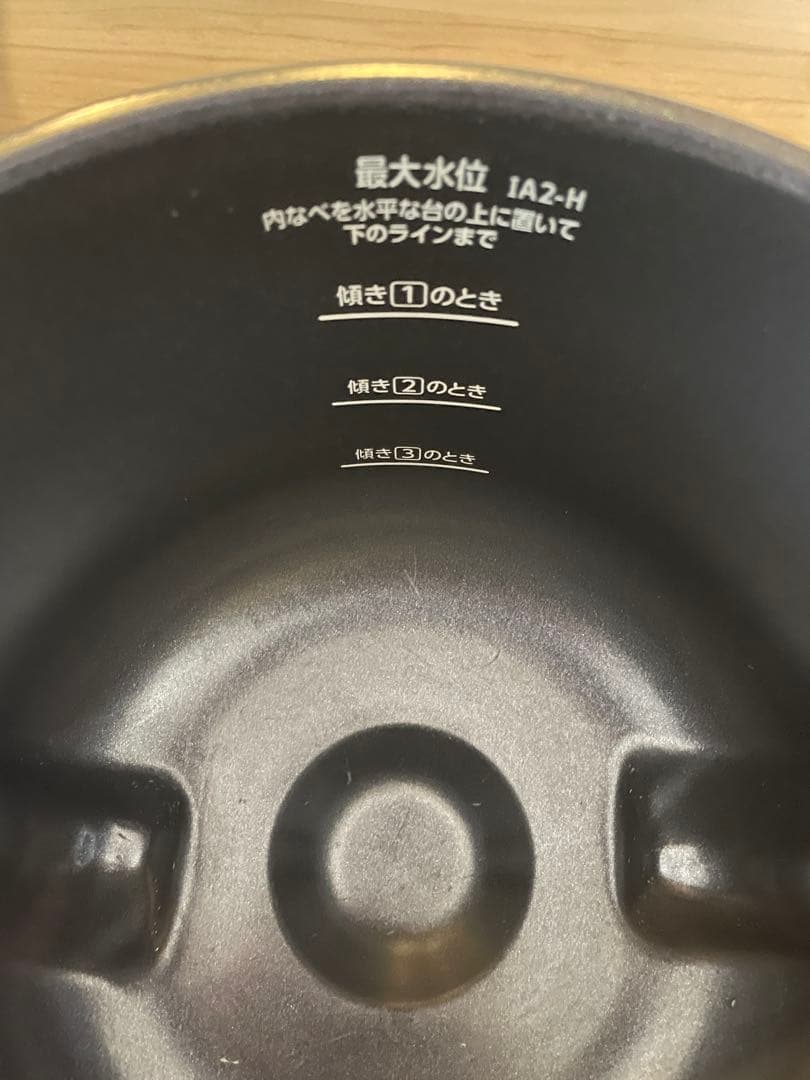 最大水位 IA2-H
内なべを水平な台の上に置いて
下のラインまで
傾き1のとき
傾き2のとき
傾き3のとき